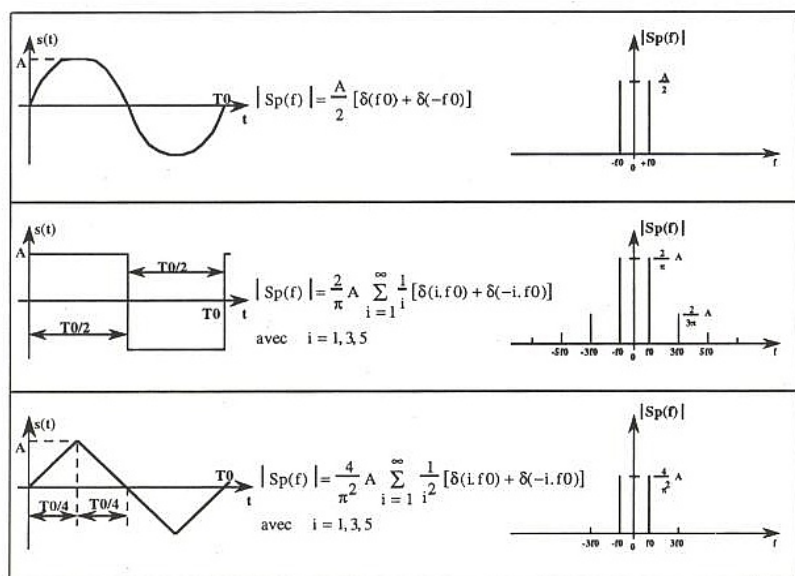 s(t)
A
T0
t
|Sp(f)| = A/2 [δ(f0) + δ(-f0)]
|Sp(f)|
A/2
-f0 0 +f0 f
s(t)
A
T0/2
T0
t
T0/2
|Sp(f)| = 2/π A ∑ i = 1 ∞ 1/i [δ(i.f0) + δ(-i.f0)]
avec i = 1,3,5
|Sp(f)|
2/π A
2/3π A
-5f0 -3f0 -f0 0 f0 3f0 5f0 f
s(t)
A
T0
t
T0/4 T0/4
|Sp(f)| = 4/π² A ∑ i = 1 ∞ 1/i² [δ(i.f0) + δ(-i.f0)]
avec i = 1,3,5
|Sp(f)|
4/π² A
-3f0 -f0 0 f0 3f0 f